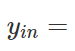 y_{in} =